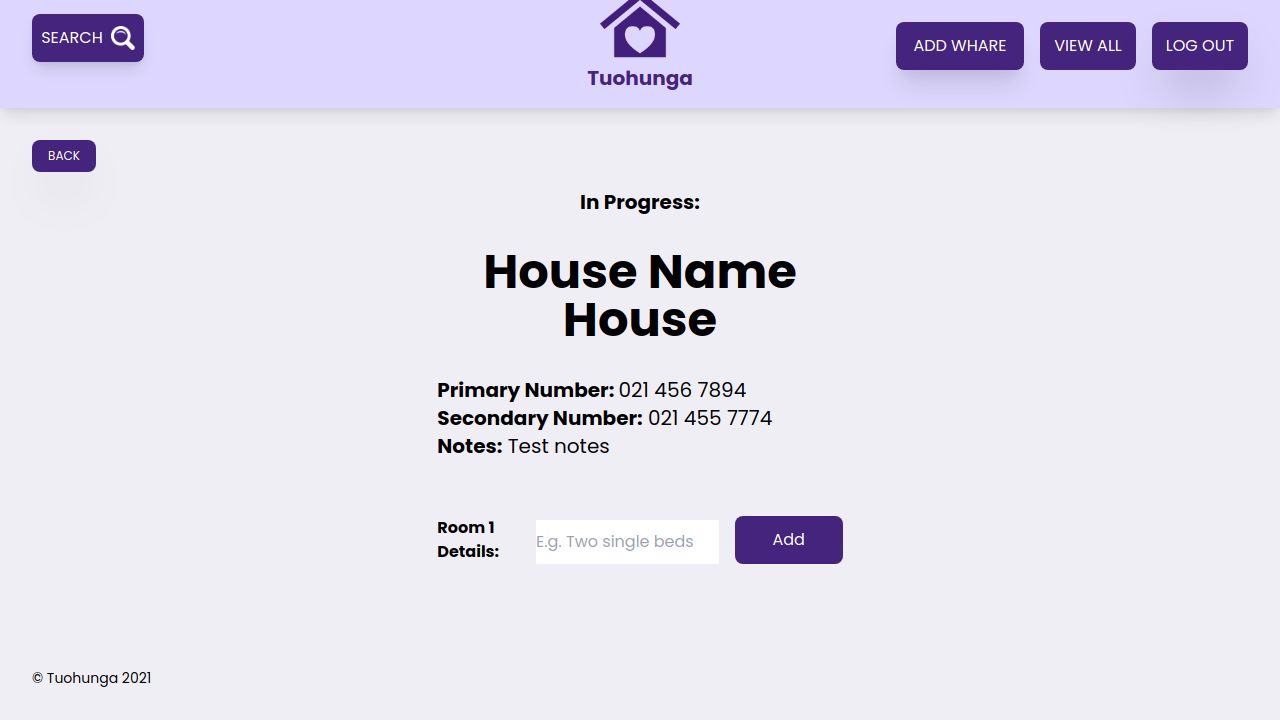 SEARCH
Tuohunga
ADD WHARE
VIEW ALL
LOG OUT
BACK
In Progress:
House Name
House
Primary Number: 021 456 7894
Secondary Number: 021 455 7774
Notes: Test notes
Room 1
Details:
E.g. Two single beds
Add
© Tuohunga 2021